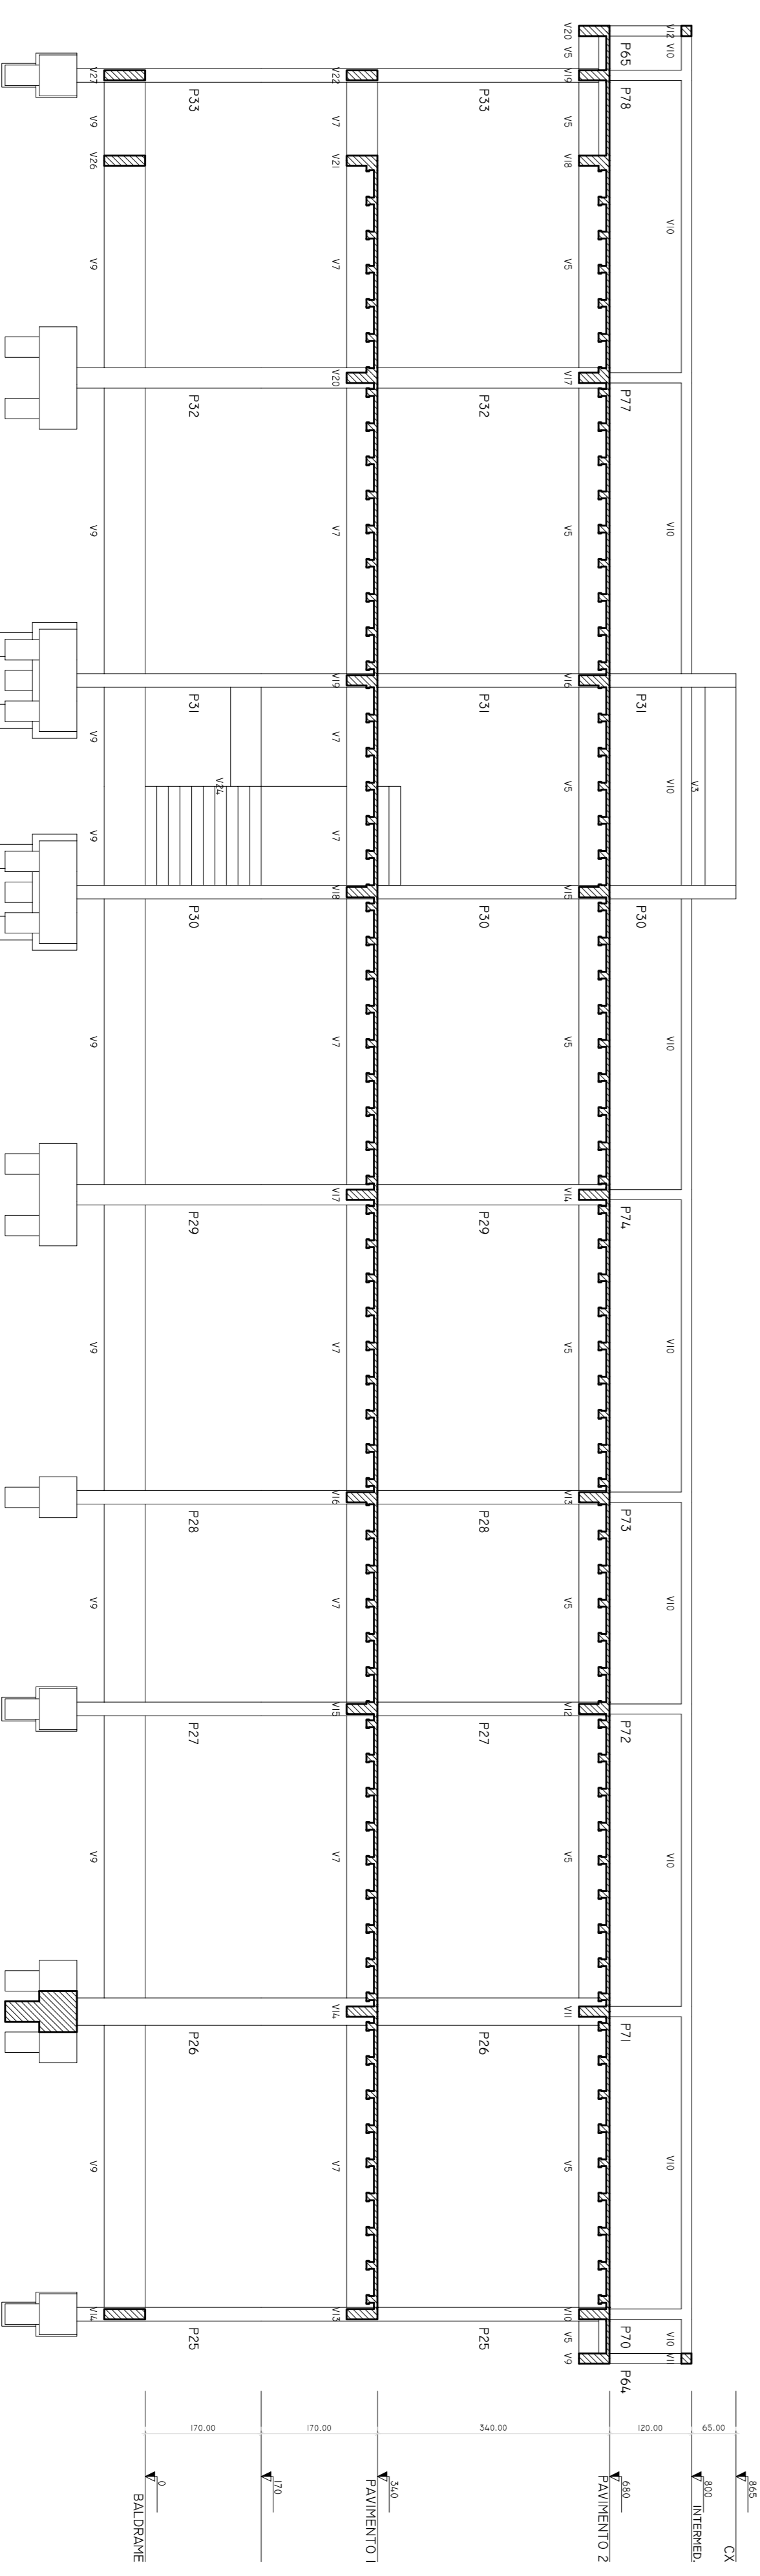 865
CX
65.00
V3
800
INTERMED.
V12 V10 V10 V10 V10 V10 V10 V10 V10 V10 V10 V11
120.00
P31 P30
P65 P78 P77 P74 P73 P72 P71 P70 P64
680
PAVIMENTO 2
V20 V5 V19 V5 V18 V5 V17 V5 V16 V5 V15 V5 V14 V5 V13 V5 V12 V5 V11 V5 V10 V5 V9
340.00
P33 P32 P31 P30 P29 P28 P27 P26 P25
340
PAVIMENTO 1
V22 V7 V21 V7 V20 V7 V19 V7 V7 V18 V7 V17 V7 V16 V7 V15 V7 V14 V7 V13
170.00
170
V24
170.00
P33 P32 P31 P30 P29 P28 P27 P26 P25
0
BALDRAME
V27 V9 V26 V9 V9 V9 V9 V9 V9 V9 V9 V9 V14